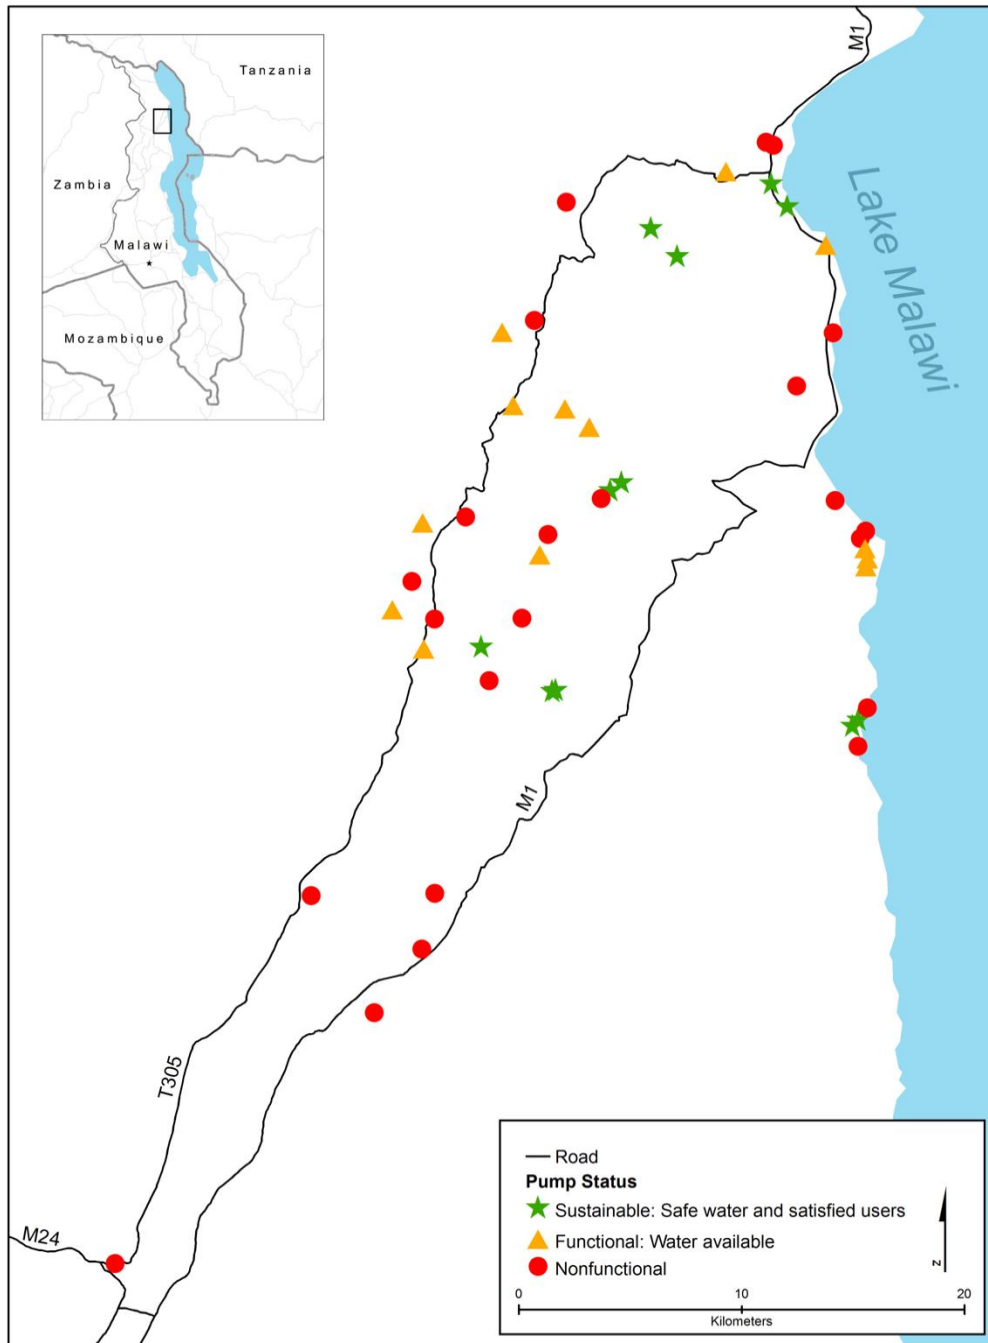 M1
Tanzania
Zambia
Malawi
Mozambique
Lake Malawi
M1
T305
M24
Road
Pump Status
Sustainable: Safe water and satisfied users
Functional: Water available
Nonfunctional
N
0 10 20
Kilometers